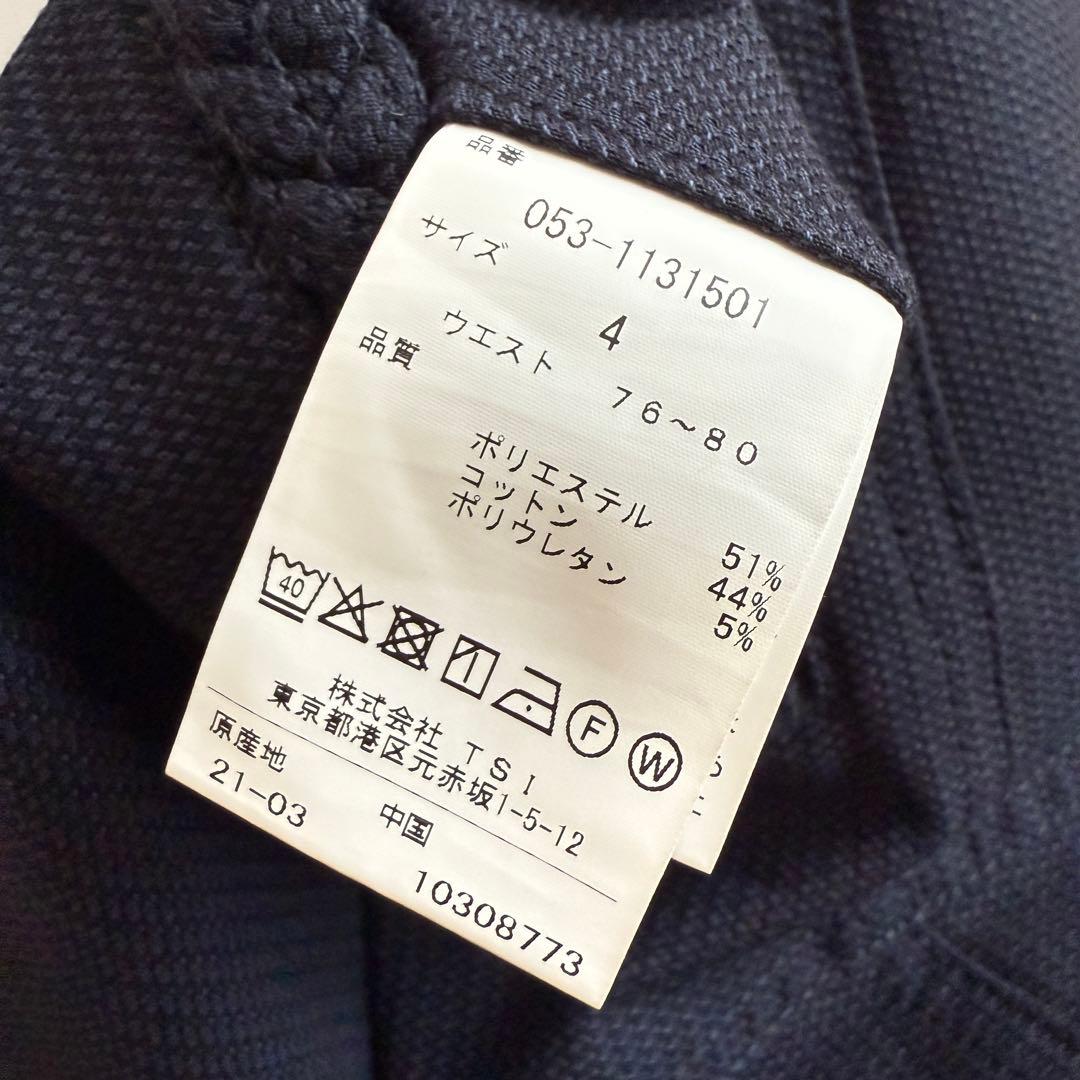 品番
053-1131501
サイズ
4
ウエスト 76～80
品質
ポリエステル 51%
コットン 44%
ポリウレタン 5%
40
F W
株式会社 TSI
東京都港区元赤坂1-5-12
原産地 中国
21-03 10308773